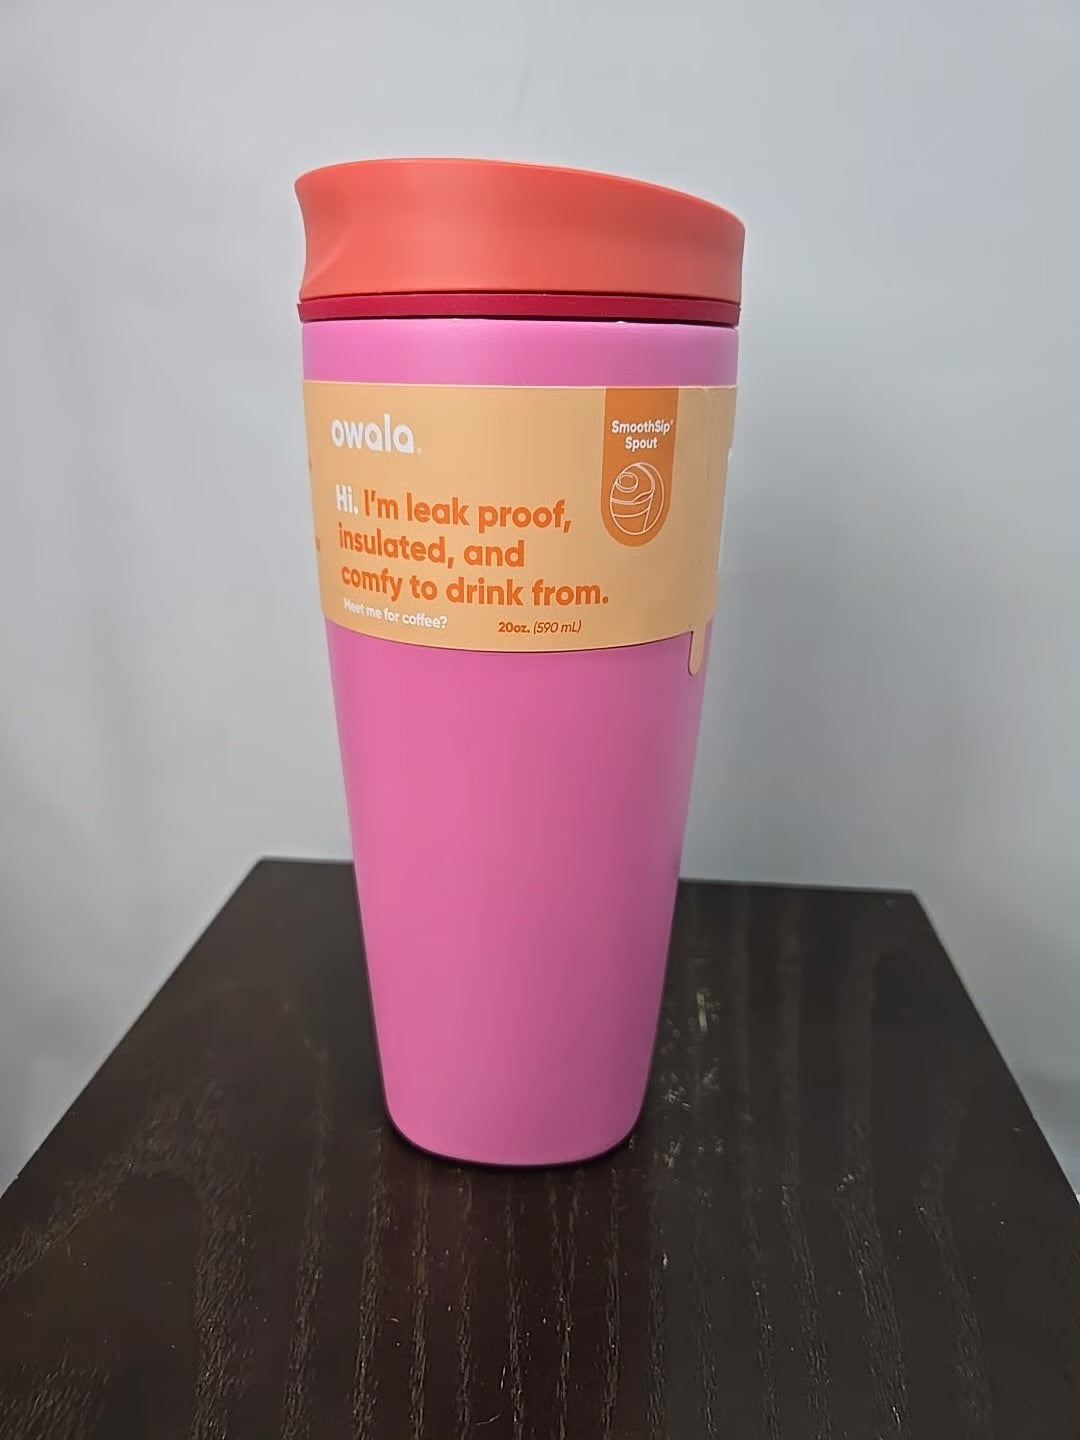 owala
SmoothSip
Spout
Hi. I'm leak proof,
insulated, and
comfy to drink from.
Meet me for coffee?
20oz. (590 mL)